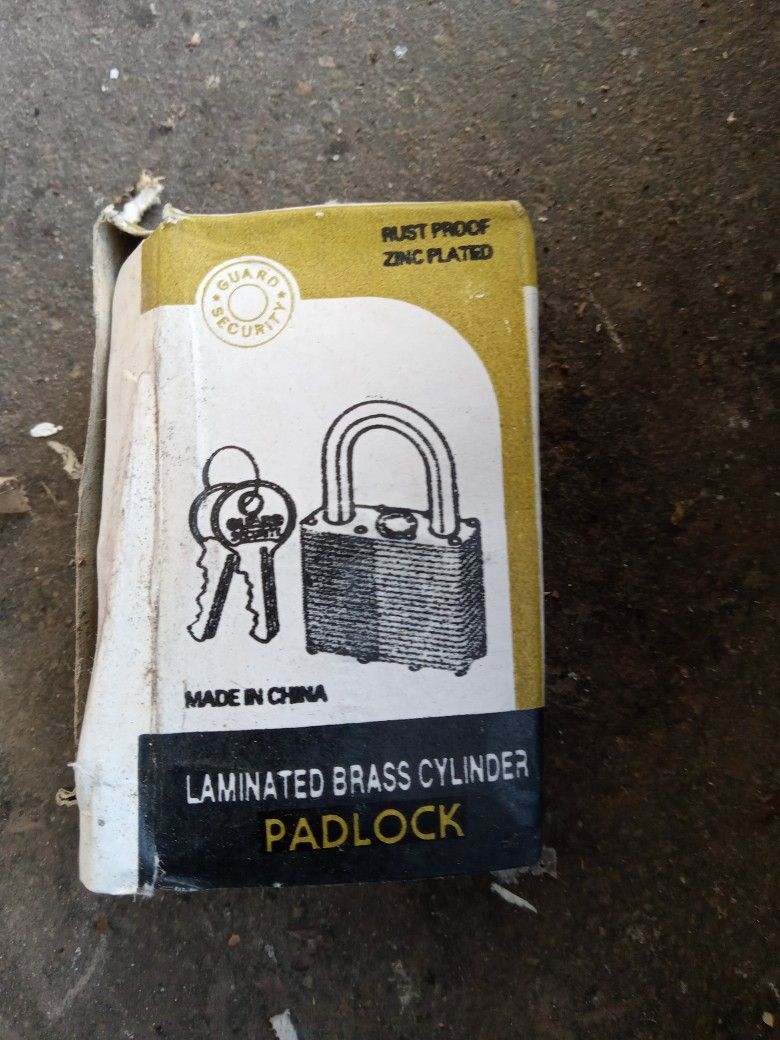 RUST PROOF
ZINC PLATED
GUARD
SECURITY
GUARD
SECURITY
MADE IN CHINA
LAMINATED BRASS CYLINDER
PADLOCK